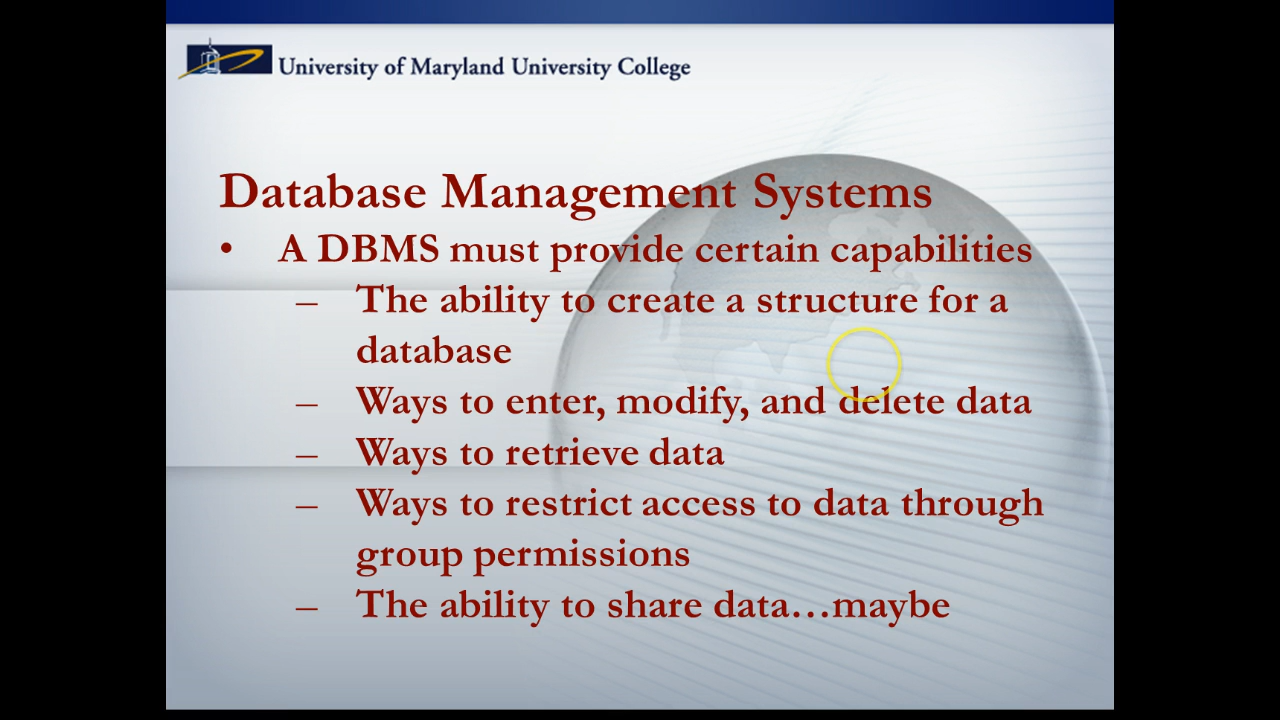 University of Maryland University College
Database Management Systems
• A DBMS must provide certain capabilities
– The ability to create a structure for a
database
– Ways to enter, modify, and delete data
– Ways to retrieve data
– Ways to restrict access to data through
group permissions
– The ability to share data…maybe